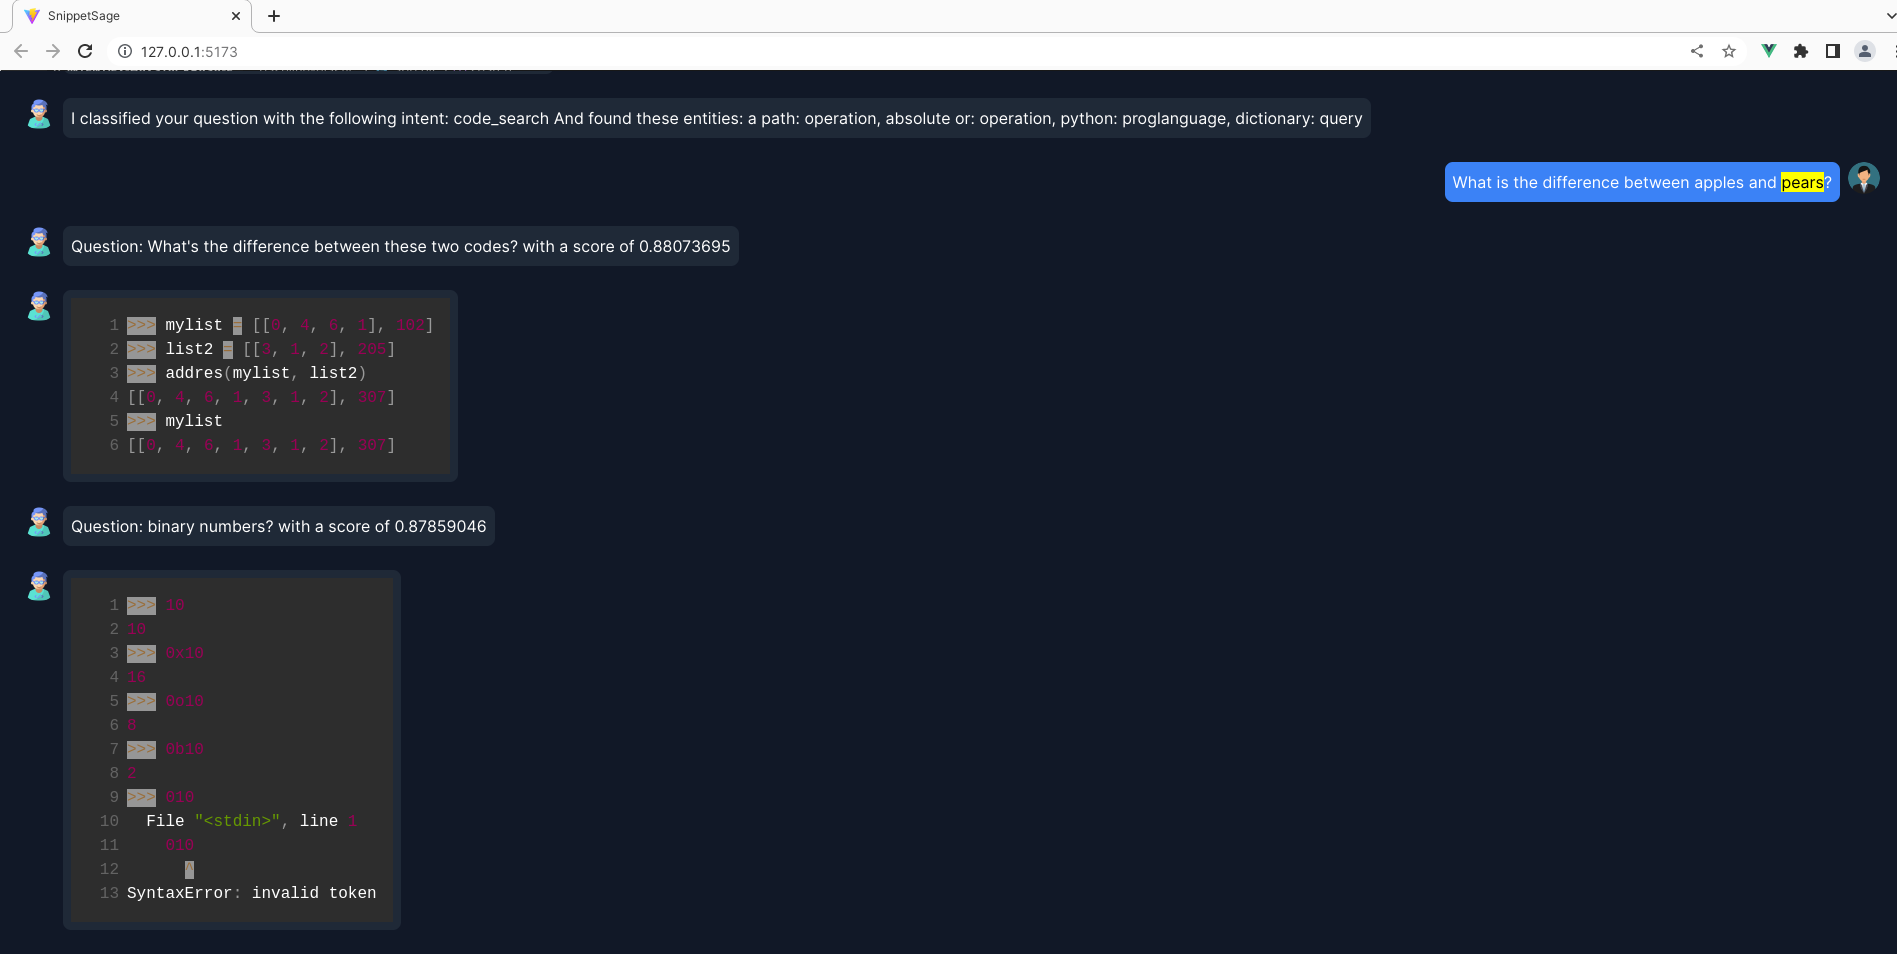 SnippetSage
127.0.0.1:5173
I classified your question with the following intent: code_search And found these entities: a path: operation, absolute or: operation, python: proglanguage, dictionary: query
What is the difference between apples and pears?
Question: What's the difference between these two codes? with a score of 0.88073695
1 >>> mylist = [[0, 4, 6, 1], 102]
2 >>> list2 = [[3, 1, 2], 205]
3 >>> addres(mylist, list2)
4 [[0, 4, 6, 1, 3, 1, 2], 307]
5 >>> mylist
6 [[0, 4, 6, 1, 3, 1, 2], 307]
Question: binary numbers? with a score of 0.87859046
1 >>> 10
2 10
3 >>> 0x10
4 16
5 >>> 0o10
6 8
7 >>> 0b10
8 2
9 >>> 010
10 File "<stdin>", line 1
11 010
12 ^
13 SyntaxError: invalid token